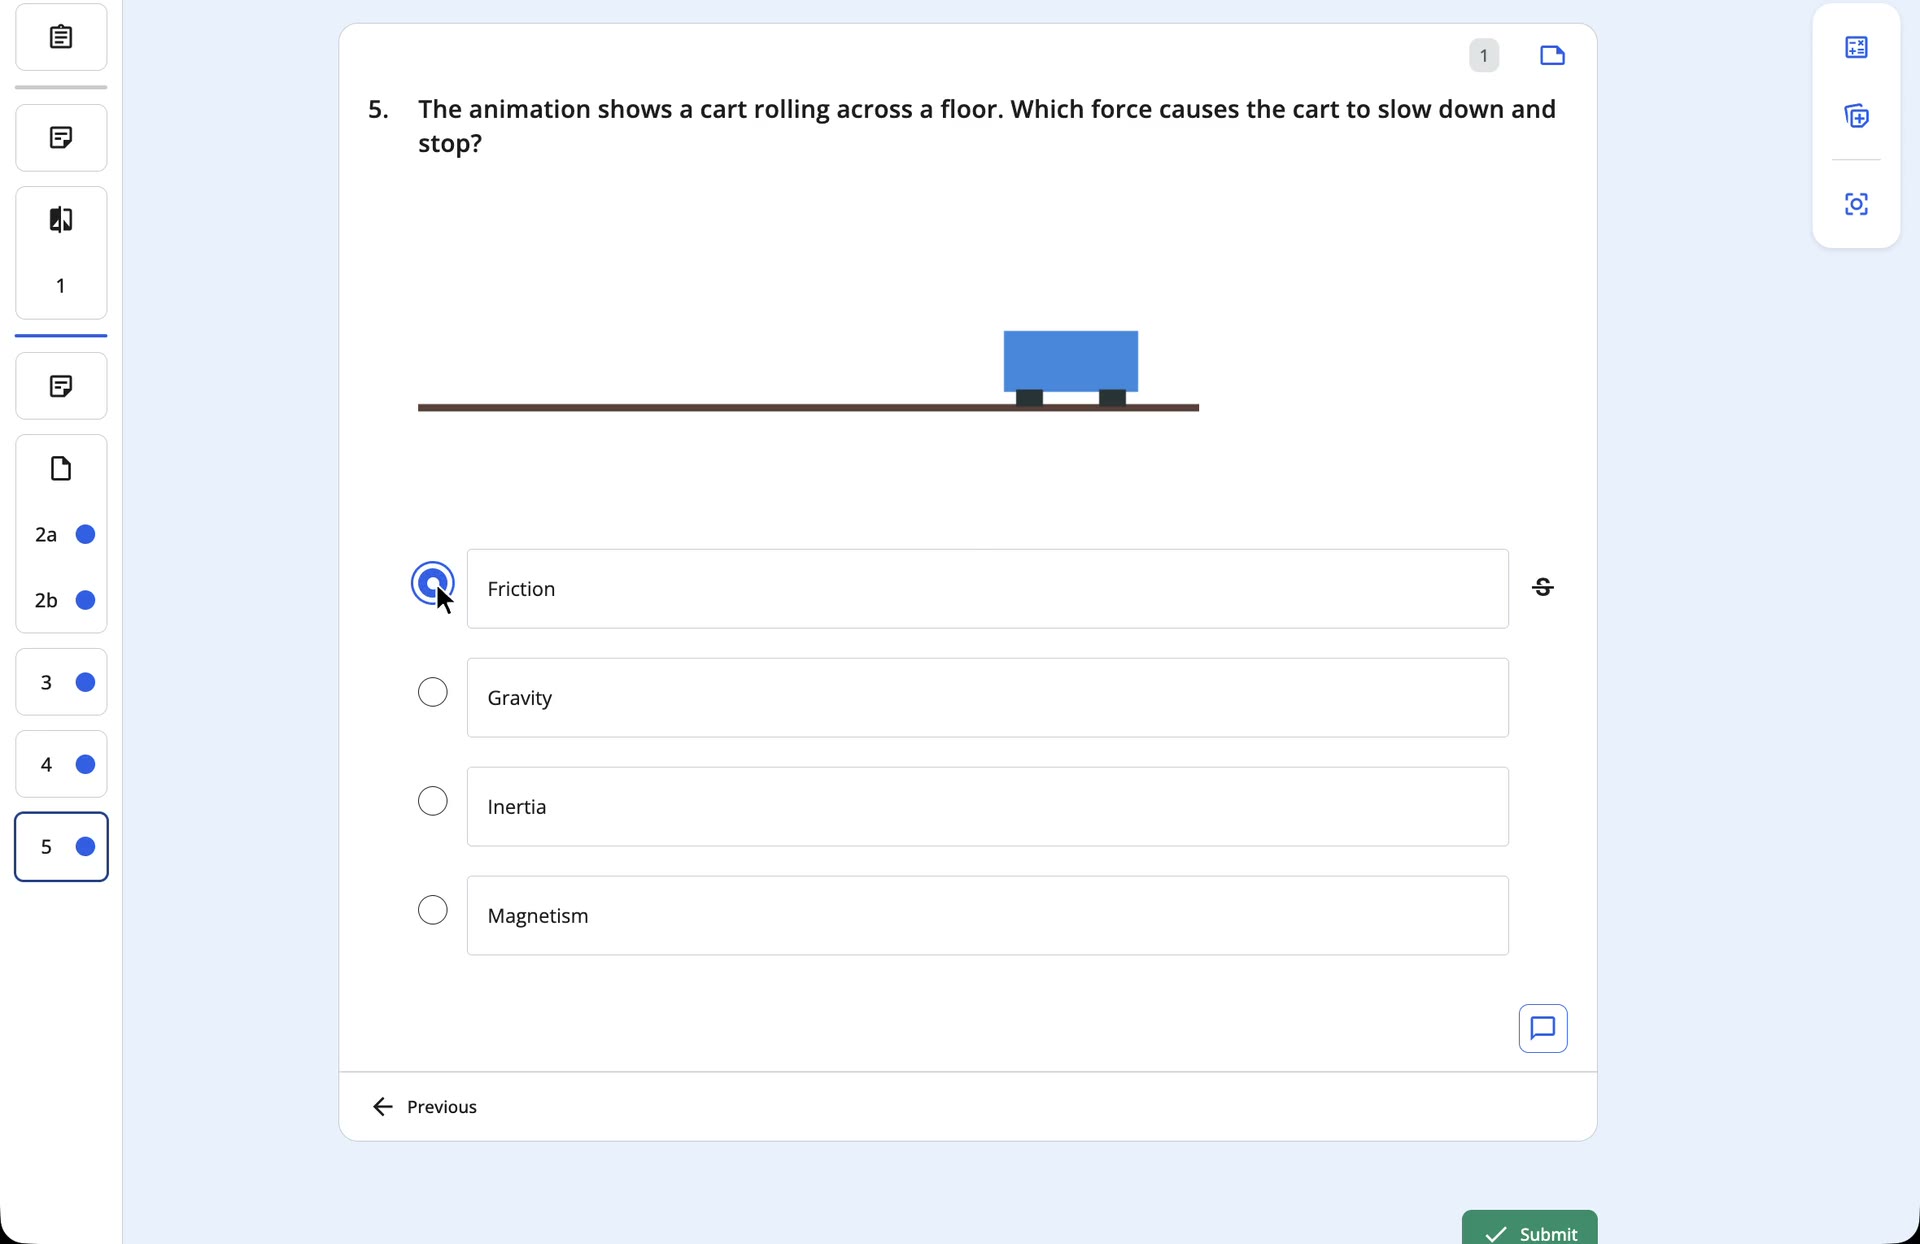 1
5. The animation shows a cart rolling across a floor. Which force causes the cart to slow down and
stop?
1
2a
2b
3
4
5
Friction
Gravity
Inertia
Magnetism
Previous
Submit